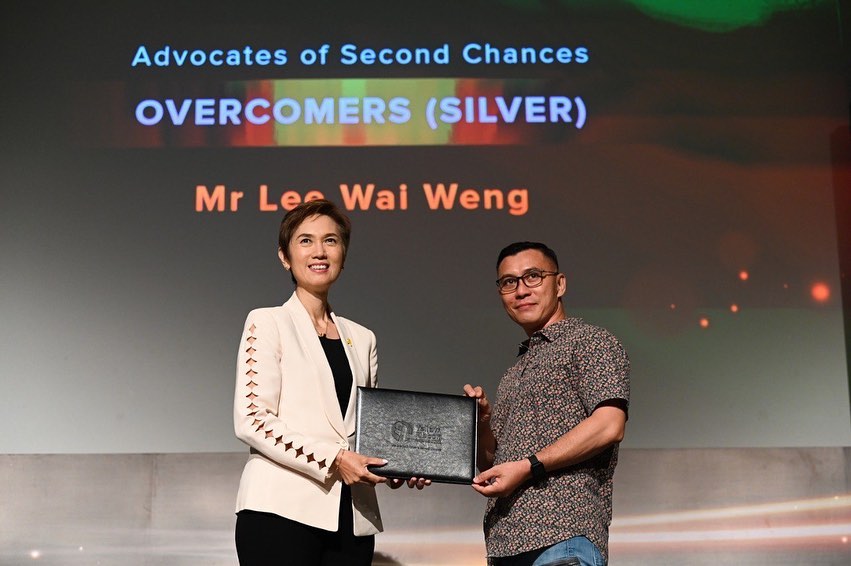 Advocates of Second Chances
OVERCOMERS (SILVER)
Mr Lee Wai Weng